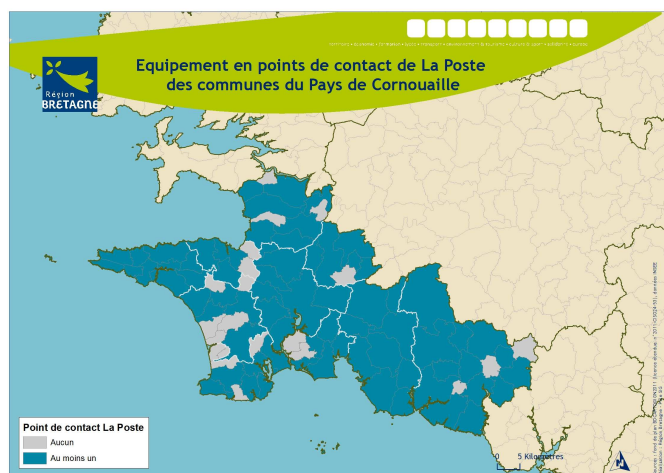 Equipement en points de contact de La Poste
des communes du Pays de Cornouaille
Région
BRETAGNE
Point de contact La Poste
Aucun
Au moins un
0 5 Kilomètres